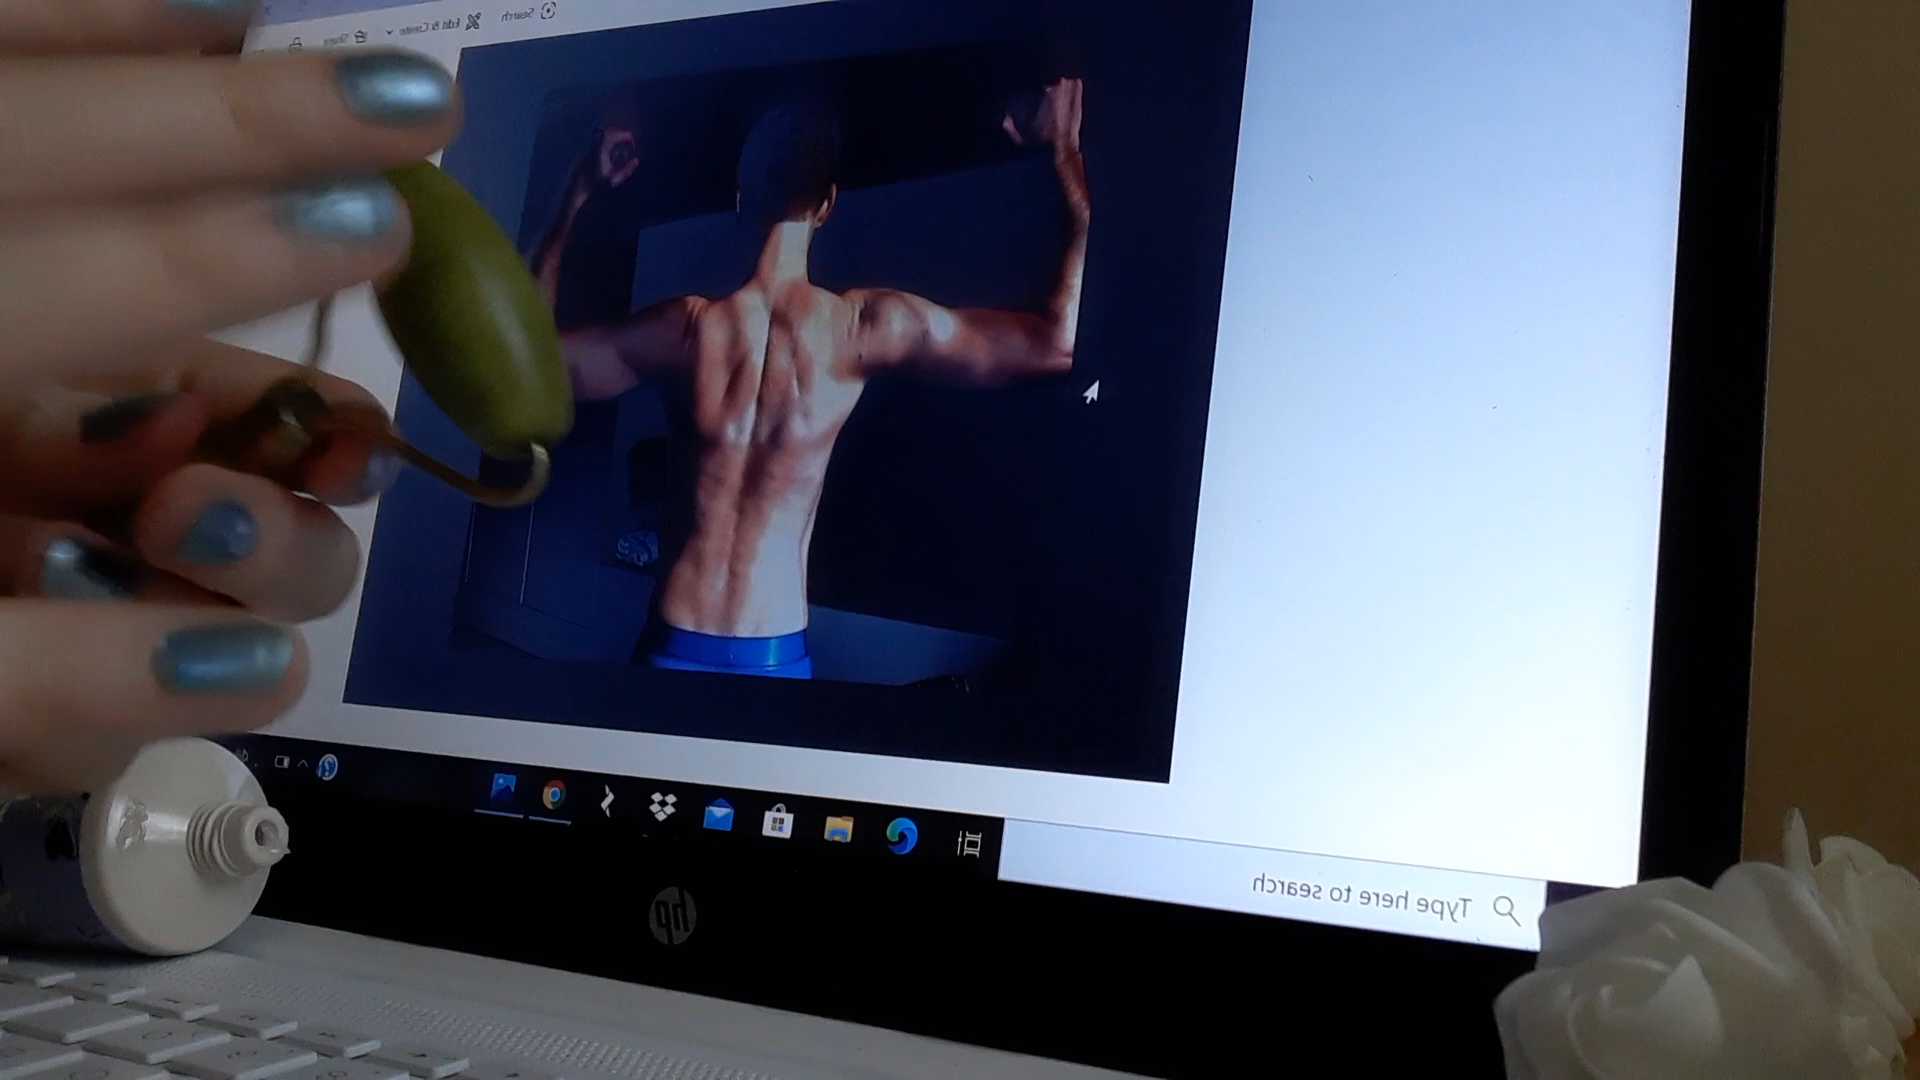 Search
Edit & Create
Share
Type here to search
hp